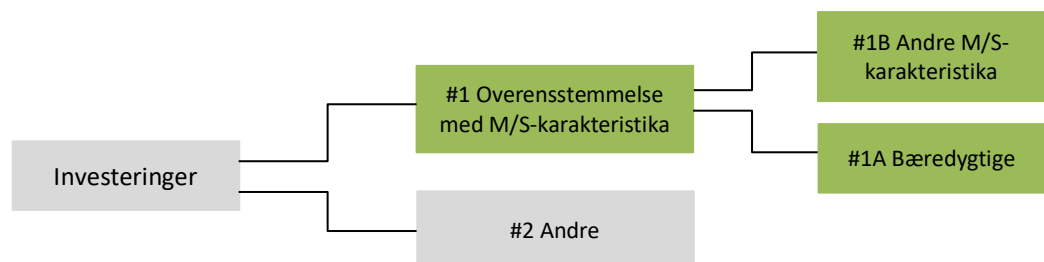 Investeringer
#1 Overensstemmelse
med M/S-karakteristika
#2 Andre
#1B Andre M/S-
karakteristika
#1A Bæredygtige